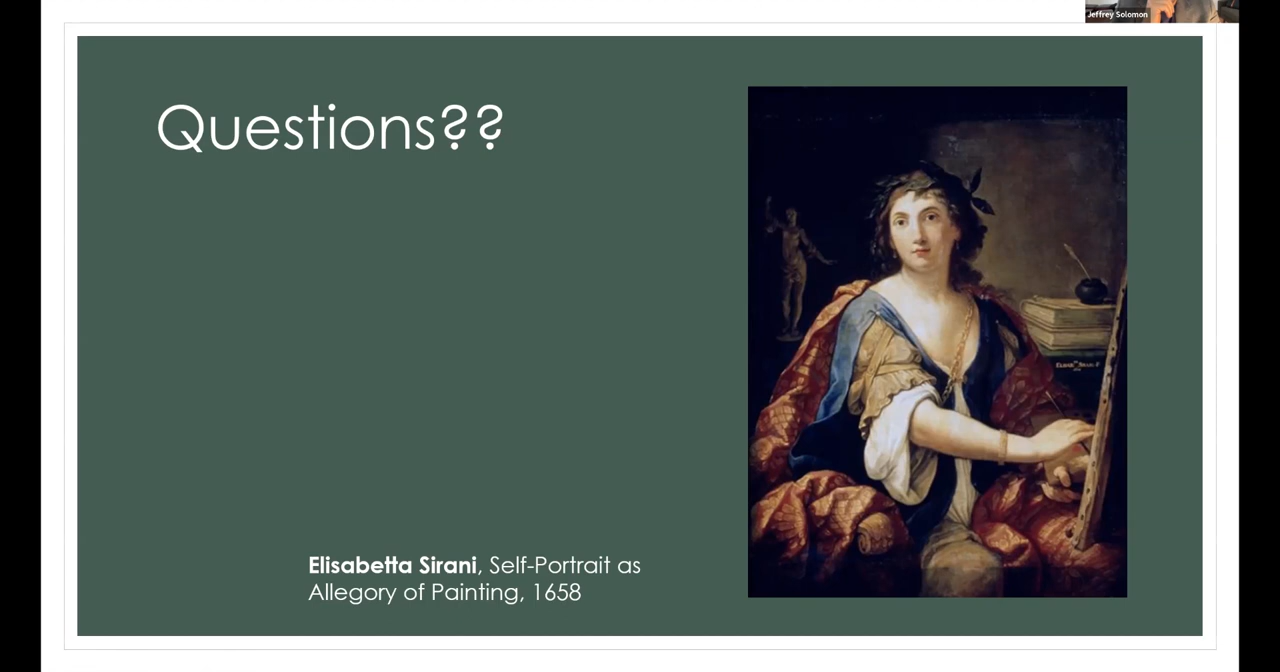 Jeffrey Solomon
Questions??
Elisabetta Sirani, Self-Portrait as
Allegory of Painting, 1658